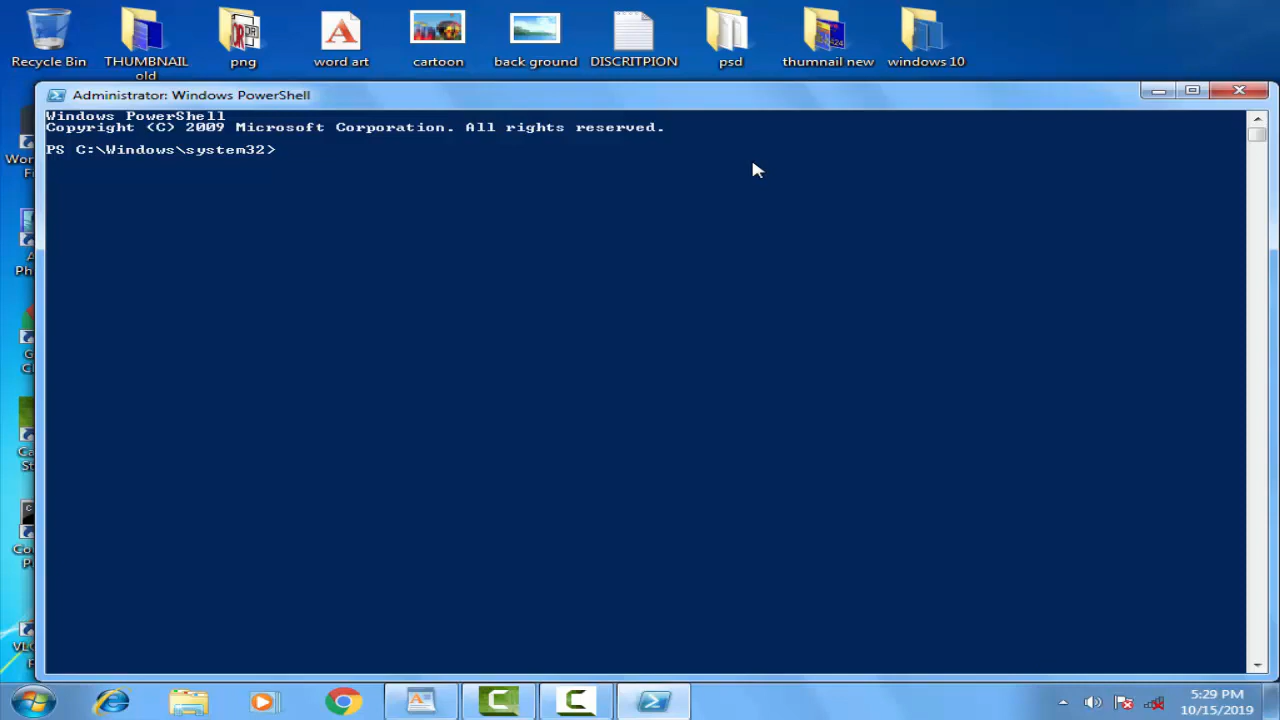 Recycle Bin
THUMBNAIL old
png
word art
cartoon
back ground
DISCRITPION
psd
thumnail new
windows 10
Administrator: Windows PowerShell
Windows PowerShell
Copyright (C) 2009 Microsoft Corporation. All rights reserved.
PS C:\Windows\system32>
5:29 PM
10/15/2019